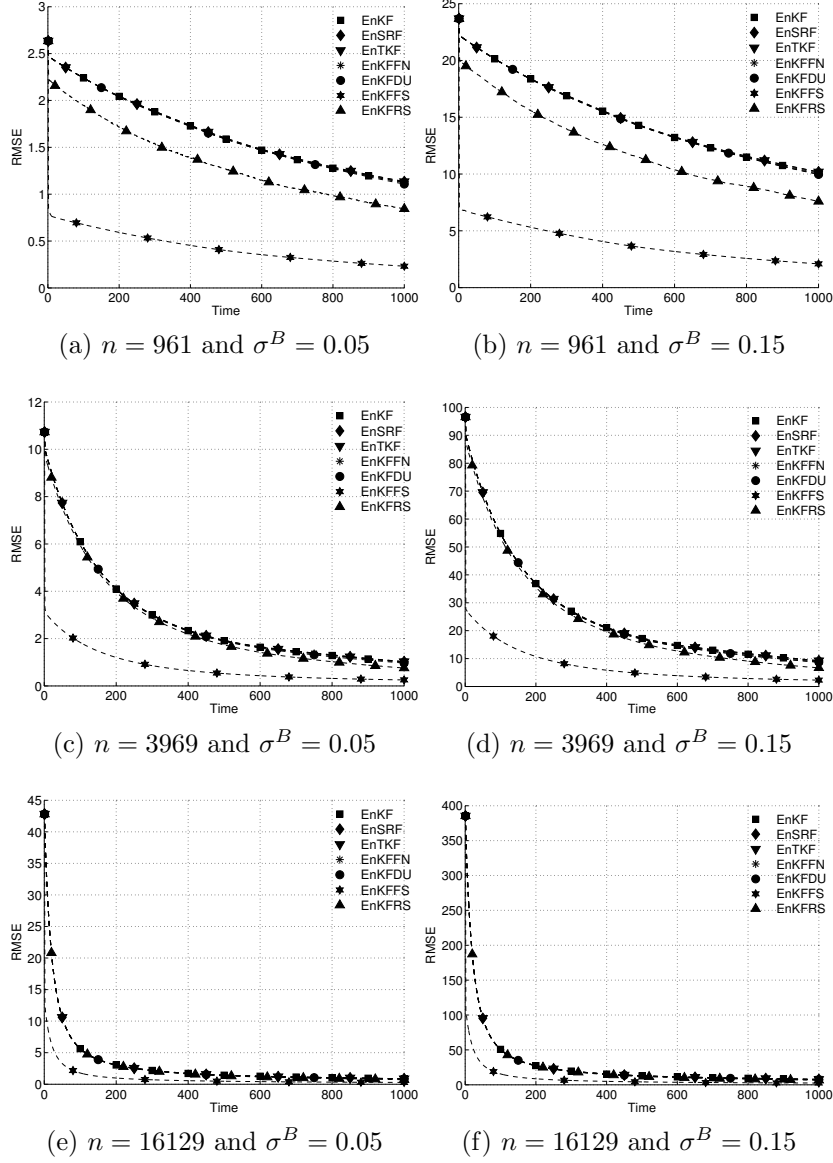 3
2.5
2
1.5
1
0.5
0
RMSE
0 200 400 600 800 1000
Time
EnKF
EnSRF
EnTKF
EnKFFN
EnKFDU
EnKFFS
EnKFRS
(a) n = 961 and σ^B = 0.05
25
20
15
10
5
0
RMSE
0 200 400 600 800 1000
Time
EnKF
EnSRF
EnTKF
EnKFFN
EnKFDU
EnKFFS
EnKFRS
(b) n = 961 and σ^B = 0.15
12
10
8
6
4
2
0
RMSE
0 200 400 600 800 1000
Time
EnKF
EnSRF
EnTKF
EnKFFN
EnKFDU
EnKFFS
EnKFRS
(c) n = 3969 and σ^B = 0.05
100
90
80
70
60
50
40
30
20
10
0
RMSE
0 200 400 600 800 1000
Time
EnKF
EnSRF
EnTKF
EnKFFN
EnKFDU
EnKFFS
EnKFRS
(d) n = 3969 and σ^B = 0.15
45
40
35
30
25
20
15
10
5
0
RMSE
0 200 400 600 800 1000
Time
EnKF
EnSRF
EnTKF
EnKFFN
EnKFDU
EnKFFS
EnKFRS
(e) n = 16129 and σ^B = 0.05
400
350
300
250
200
150
100
50
0
RMSE
0 200 400 600 800 1000
Time
EnKF
EnSRF
EnTKF
EnKFFN
EnKFDU
EnKFFS
EnKFRS
(f) n = 16129 and σ^B = 0.15